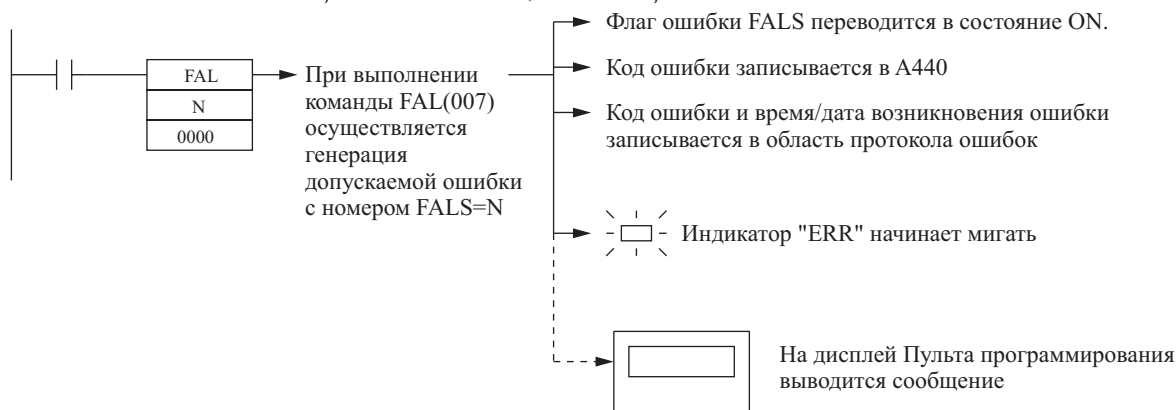 Флаг ошибки FALS переводится в состояние ON.
FAL
N
0000
При выполнении
команды FAL(007)
осуществляется
генерация
допускаемой ошибки
с номером FALS=N
Код ошибки записывается в A440
Код ошибки и время/дата возникновения ошибки
записывается в область протокола ошибок
Индикатор "ERR" начинает мигать
На дисплей Пульта программирования
выводится сообщение